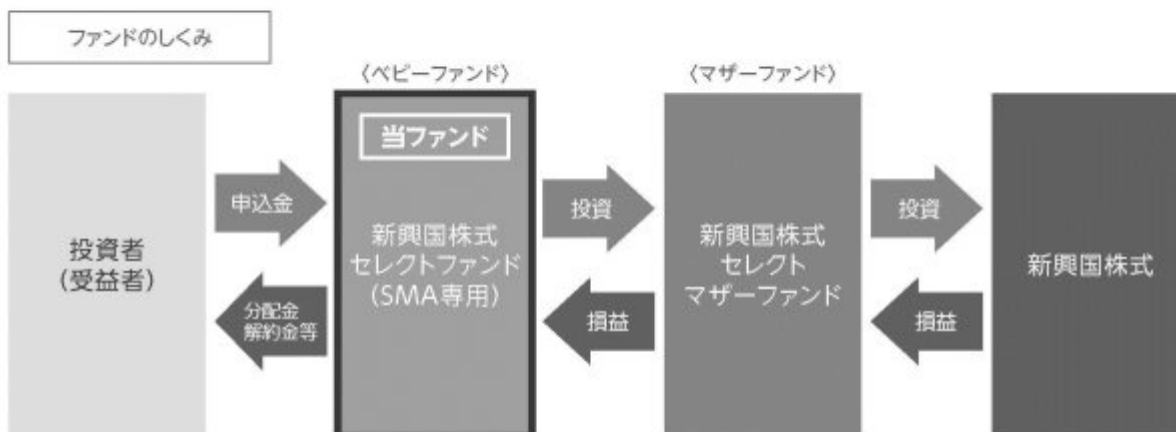 ファンドのしくみ
〈ベビーファンド〉
〈マザーファンド〉
投資者
(受益者)
申込金
分配金
解約金等
当ファンド
新興国株式
セレクトファンド
(SMA専用)
投資
損益
新興国株式
セレクト
マザーファンド
投資
損益
新興国株式